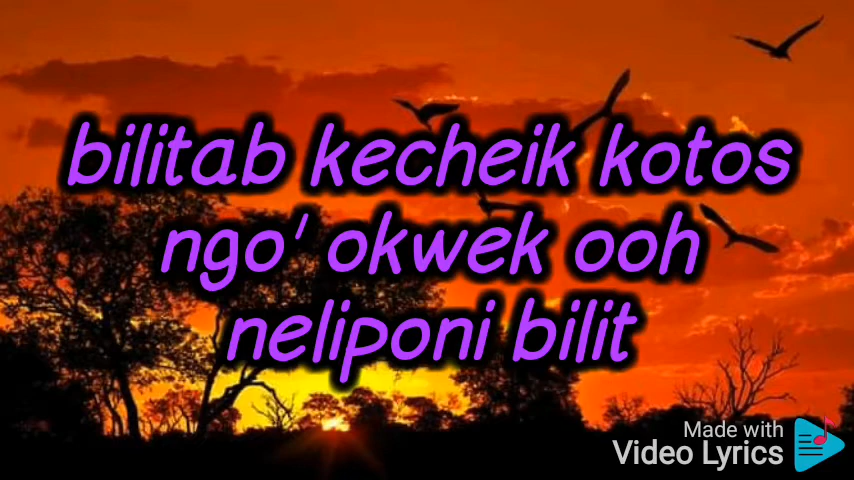 bilitab kecheik kotos
ngo' okwek ooh
neliponi bilit
Made with
Video Lyrics